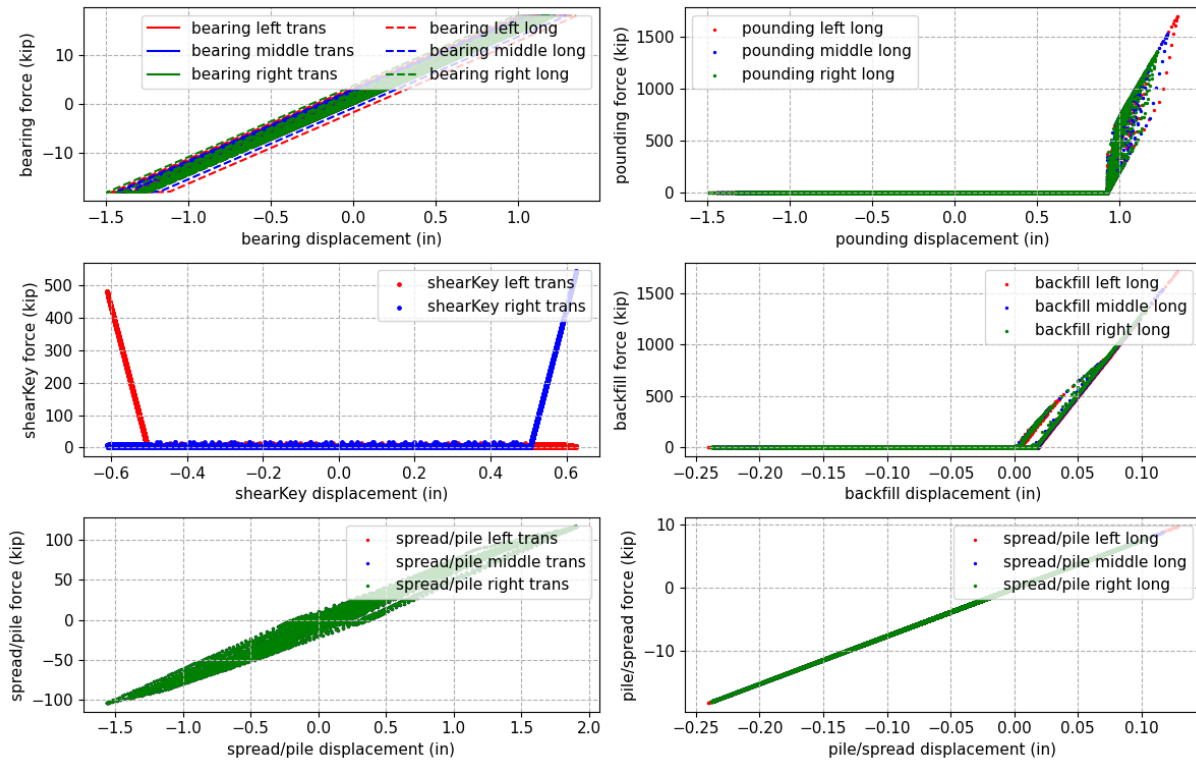 bearing force (kip)
10
0
−10
bearing left trans
bearing middle trans
bearing right trans
bearing left long
bearing middle long
bearing right long
−1.5 −1.0 −0.5 0.0 0.5 1.0
bearing displacement (in)
pounding force (kip)
1500
1000
500
0
pounding left long
pounding middle long
pounding right long
−1.5 −1.0 −0.5 0.0 0.5 1.0
pounding displacement (in)
shearKey force (kip)
500
400
300
200
100
0
shearKey left trans
shearKey right trans
−0.6 −0.4 −0.2 0.0 0.2 0.4 0.6
shearKey displacement (in)
backfill force (kip)
1500
1000
500
0
backfill left long
backfill middle long
backfill right long
−0.25 −0.20 −0.15 −0.10 −0.05 0.00 0.05 0.10
backfill displacement (in)
spread/pile force (kip)
100
50
0
−50
−100
spread/pile left trans
spread/pile middle trans
spread/pile right trans
−1.5 −1.0 −0.5 0.0 0.5 1.0 1.5 2.0
spread/pile displacement (in)
pile/spread force (kip)
10
0
−10
spread/pile left long
spread/pile middle long
spread/pile right long
−0.25 −0.20 −0.15 −0.10 −0.05 0.00 0.05 0.10
pile/spread displacement (in)